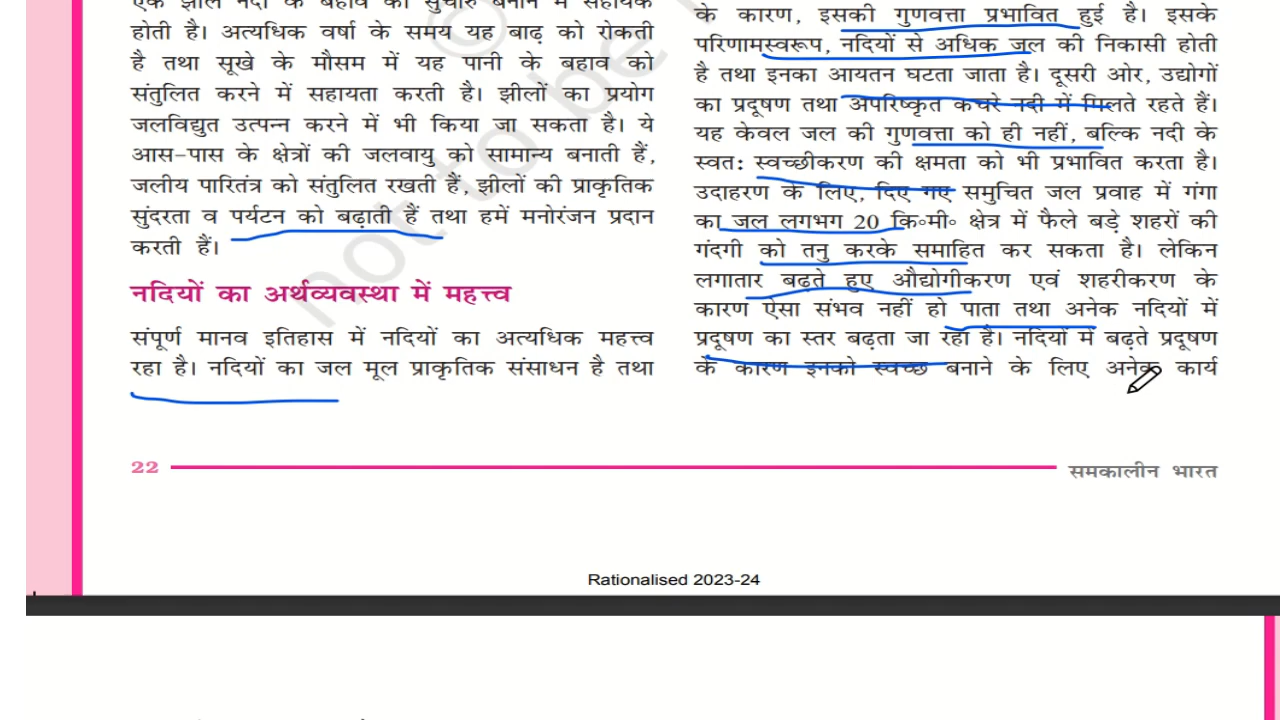 एक झील नदी के बहाव को सुचारु बनाने में सहायक
होती है। अत्यधिक वर्षा के समय यह बाढ़ को रोकती
है तथा सूखे के मौसम में यह पानी के बहाव को
संतुलित करने में सहायता करती है। झीलों का प्रयोग
जलविद्युत उत्पन्न करने में भी किया जा सकता है। ये
आस-पास के क्षेत्रों की जलवायु को सामान्य बनाती हैं,
जलीय पारितंत्र को संतुलित रखती हैं, झीलों की प्राकृतिक
सुंदरता व पर्यटन को बढ़ाती हैं तथा हमें मनोरंजन प्रदान
करती हैं।
नदियों का अर्थव्यवस्था में महत्त्व
संपूर्ण मानव इतिहास में नदियों का अत्यधिक महत्त्व
रहा है। नदियों का जल मूल प्राकृतिक संसाधन है तथा
के कारण, इसकी गुणवत्ता प्रभावित हुई है। इसके
परिणामस्वरूप, नदियों से अधिक जल की निकासी होती
है तथा इनका आयतन घटता जाता है। दूसरी ओर, उद्योगों
का प्रदूषण तथा अपरिष्कृत कचरे नदी में मिलते रहते हैं।
यह केवल जल की गुणवत्ता को ही नहीं, बल्कि नदी के
स्वतः स्वच्छीकरण की क्षमता को भी प्रभावित करता है।
उदाहरण के लिए, दिए गए समुचित जल प्रवाह में गंगा
का जल लगभग 20 कि॰मी॰ क्षेत्र में फैले बड़े शहरों की
गंदगी को तनु करके समाहित कर सकता है। लेकिन
लगातार बढ़ते हुए औद्योगीकरण एवं शहरीकरण के
कारण ऐसा संभव नहीं हो पाता तथा अनेक नदियों में
प्रदूषण का स्तर बढ़ता जा रहा है। नदियों में बढ़ते प्रदूषण
के कारण इनको स्वच्छ बनाने के लिए अनेक कार्य
22
समकालीन भारत
Rationalised 2023-24
© not to be